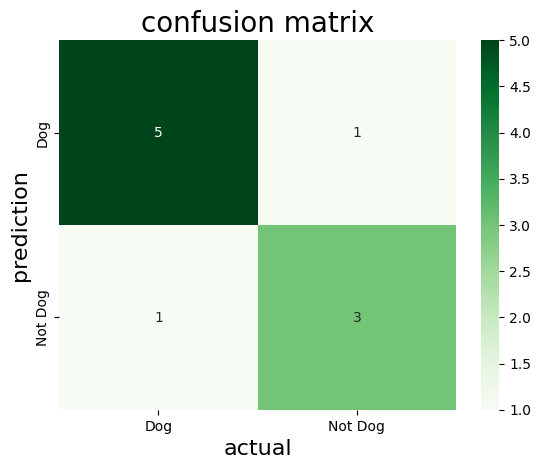 confusion matrix
prediction
Dog
Not Dog
5
1
1
3
Dog
Not Dog
actual
5.0
4.5
4.0
3.5
3.0
2.5
2.0
1.5
1.0